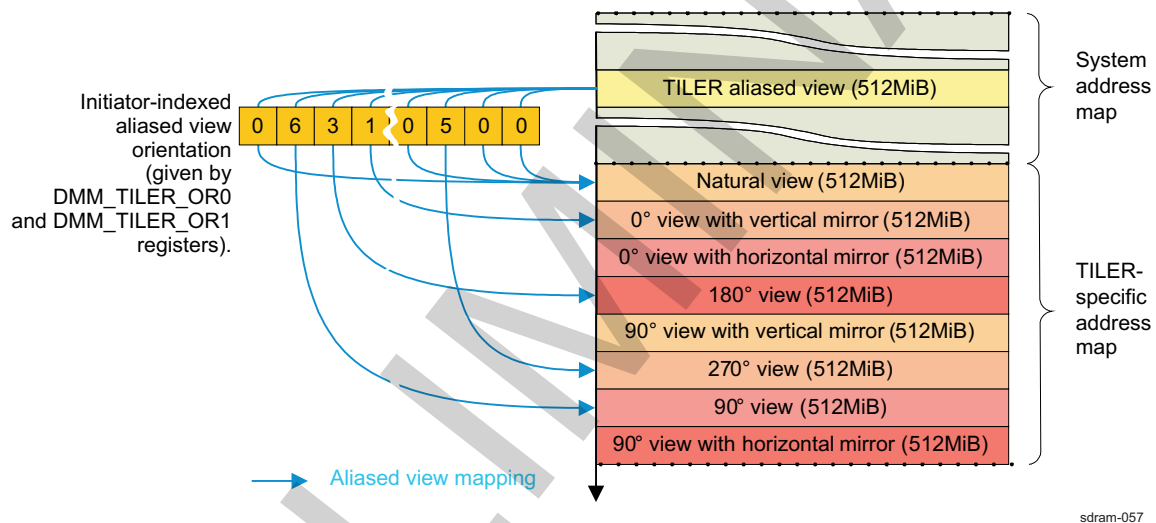 Initiator-indexed
aliased view
orientation
(given by
DMM_TILER_OR0
and DMM_TILER_OR1
registers).
0 6 3 1 0 5 0 0
TILER aliased view (512MiB)
System
address
map
Natural view (512MiB)
0° view with vertical mirror (512MiB)
0° view with horizontal mirror (512MiB)
180° view (512MiB)
90° view with vertical mirror (512MiB)
270° view (512MiB)
90° view (512MiB)
90° view with horizontal mirror (512MiB)
TILER-
specific
address
map
Aliased view mapping
sdram-057